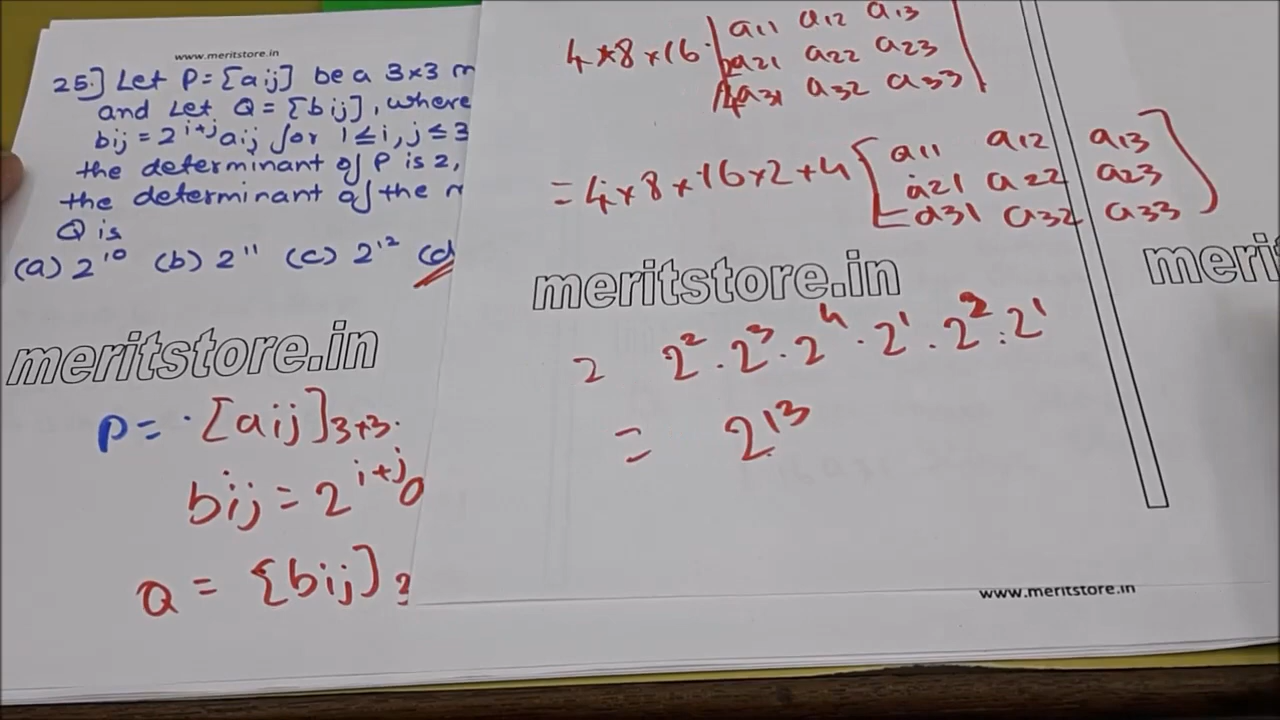 www.meritstore.in
25.] Let P = [aij] be a 3×3 m
and Let Q = [bij], where
bij = 2^{i+j} aij for 1 ≤ i, j ≤ 3
the determinant of P is 2,
the determinant of the m
Q is
(a) 2^{10} (b) 2^{11} (c) 2^{12} (d
meritstore.in
P = [aij]3×3.
bij = 2^{i+j} a
Q = [bij]3
4×8×16 · | a11 a12 a13
a21 a22 a23
a31 a32 a33 |
= 4×8×16×2×4 [ a11 a12 a13
a21 a22 a23
a31 a32 a33 ]
meritstore.in
meri
= 2^2 · 2^3 · 2^4 · 2^1 · 2^2 · 2^1
= 2^{13}
www.meritstore.in